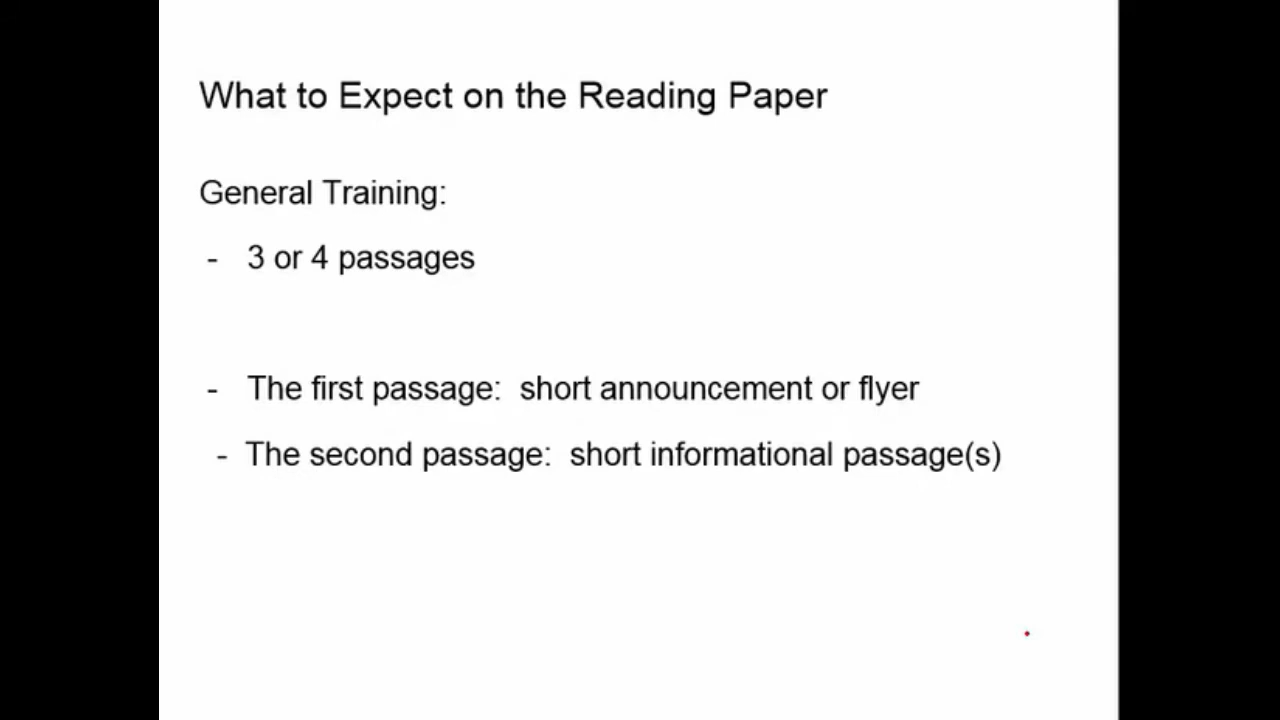 What to Expect on the Reading Paper
General Training:
- 3 or 4 passages
- The first passage: short announcement or flyer
- The second passage: short informational passage(s)